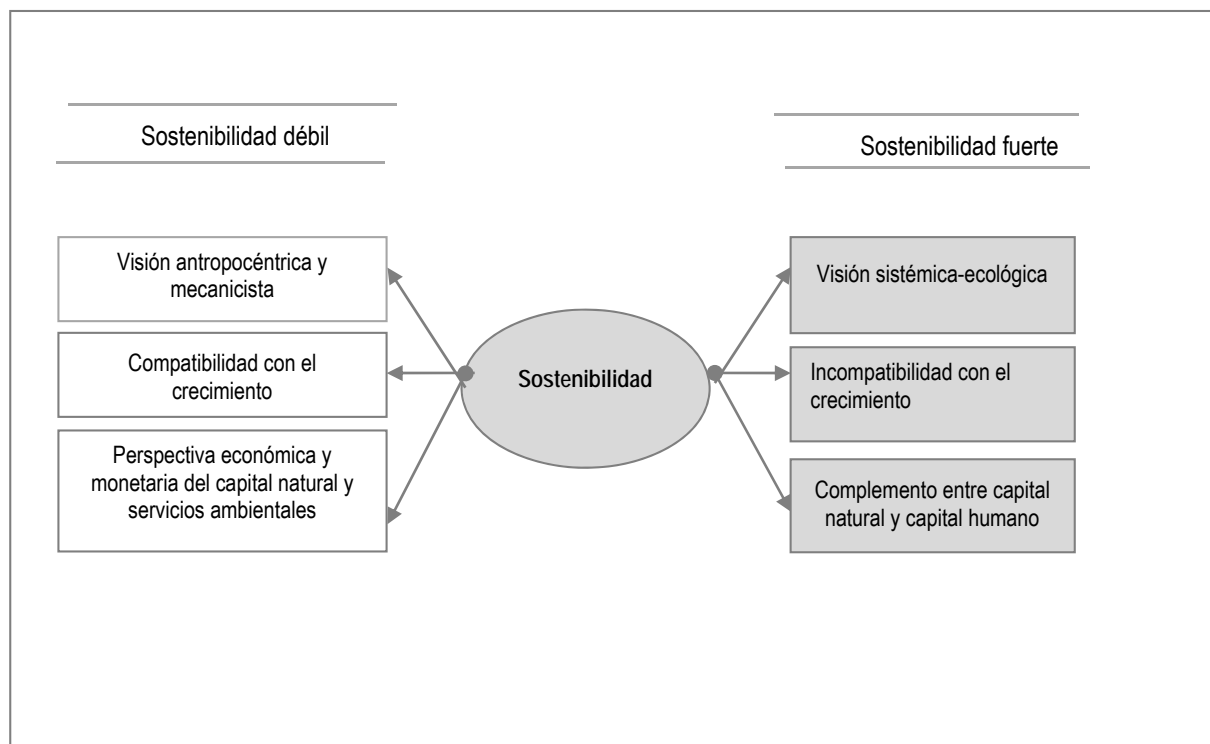 Sostenibilidad débil
Sostenibilidad fuerte
Visión antropocéntrica y
mecanicista
Compatibilidad con el
crecimiento
Perspectiva económica y
monetaria del capital natural y
servicios ambientales
Sostenibilidad
Visión sistémica-ecológica
Incompatibilidad con el
crecimiento
Complemento entre capital
natural y capital humano